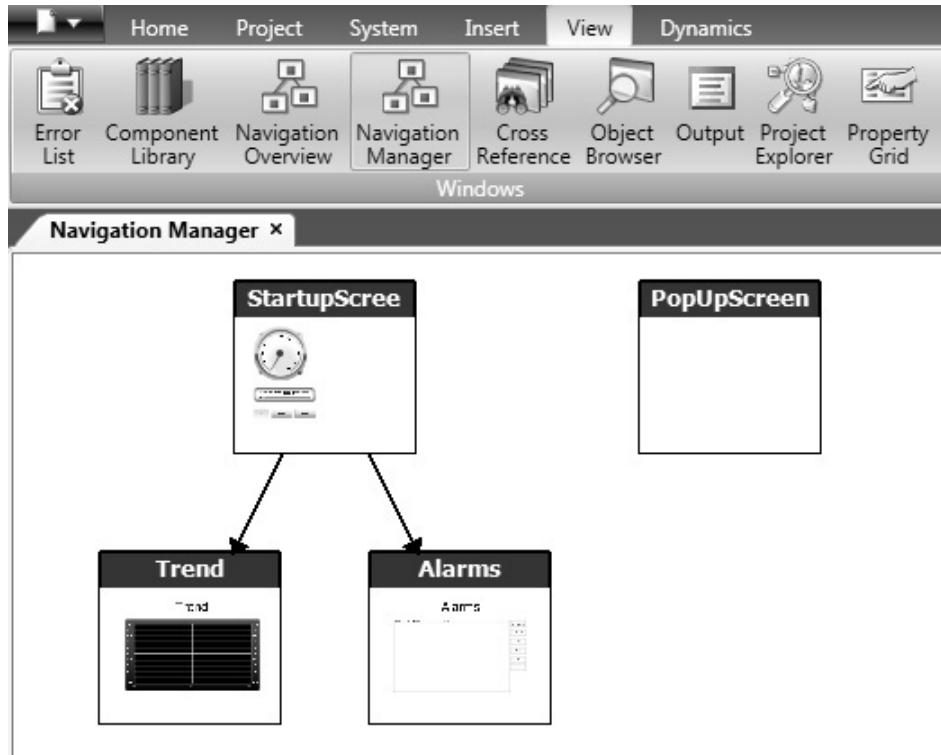 Home Project System Insert View Dynamics
Error List
Component Library
Navigation Overview
Navigation Manager
Cross Reference
Object Browser
Output
Project Explorer
Property Grid
Windows
Navigation Manager ×
StartupScree
PopUpScreen
Trend
Alarms
Trend
Alarms